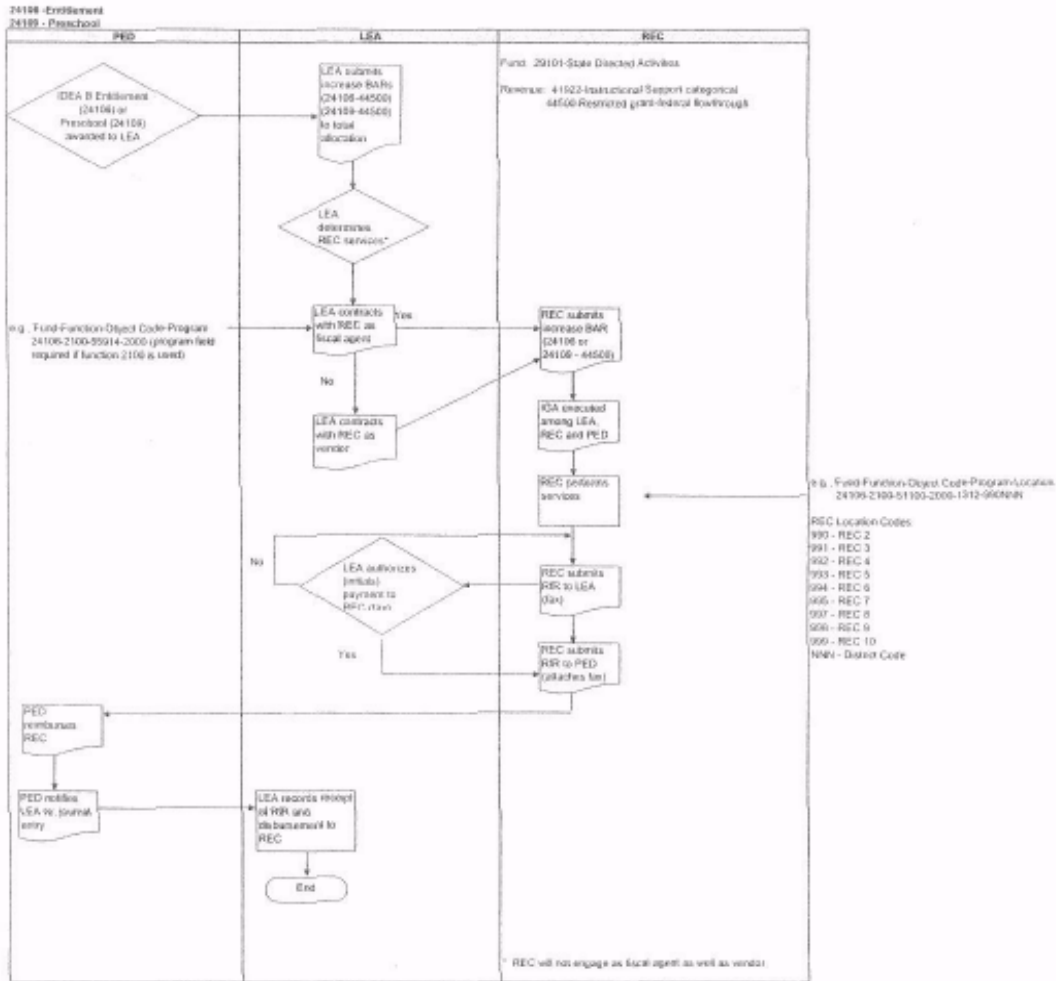 24106 -Entitlement
24109 - Preschool
PED
LEA
REC
Fund: 29101-State Directed Activities
Revenue: 41922-Instructional Support categorical
44500-Restricted grant-federal flowthrough
IDEA B Entitlement
(24106) or
Preschool (24109)
awarded to LEA
LEA submits
increase BARs
(24106-44500)
(24109-44500)
to total
allocation
LEA
determines
REC services*
e.g., Fund-Function-Object Code-Program
24106-2100-55914-2000 (program field
required if function 2100 is used)
LEA contracts
with REC as
fiscal agent
Yes
No
LEA contracts
with REC as
vendor
REC submits
increase BAR
(24106 or
24109 - 44500)
IGA executed
among LEA,
REC and PED
REC performs
services
e.g., Fund-Function-Object Code-Program-Location
24106-2100-51100-2000-1312-990NNN
REC Location Codes
990 - REC 2
991 - REC 3
992 - REC 4
993 - REC 5
994 - REC 6
995 - REC 7
997 - REC 8
998 - REC 9
999 - REC 10
NNN - District Code
No
LEA authorizes
(initials)
payment to
REC (fax)
REC submits
RfR to LEA
(fax)
Yes
REC submits
RfR to PED
(attaches fax)
PED
reimburses
REC
PED notifies
LEA w. journal
entry
LEA records receipt
of RfR and
disbursement to
REC
End
* REC will not engage as fiscal agent as well as vendor